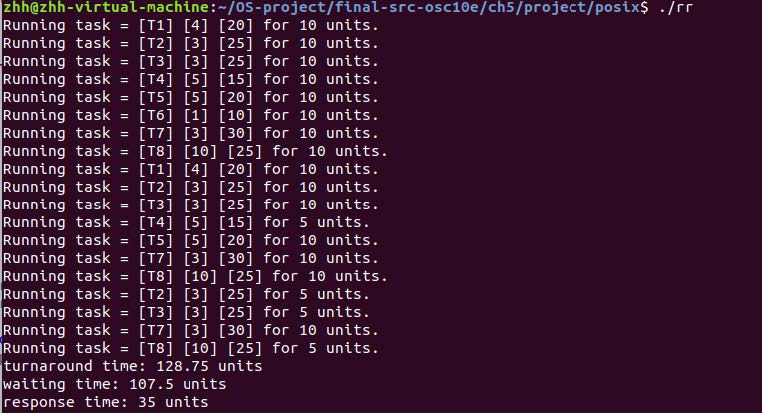 zhh@zhh-virtual-machine:~/OS-project/final-src-osc10e/ch5/project/posix$ ./rr
Running task = [T1] [4] [20] for 10 units.
Running task = [T2] [3] [25] for 10 units.
Running task = [T3] [3] [25] for 10 units.
Running task = [T4] [5] [15] for 10 units.
Running task = [T5] [5] [20] for 10 units.
Running task = [T6] [1] [10] for 10 units.
Running task = [T7] [3] [30] for 10 units.
Running task = [T8] [10] [25] for 10 units.
Running task = [T1] [4] [20] for 10 units.
Running task = [T2] [3] [25] for 10 units.
Running task = [T3] [3] [25] for 10 units.
Running task = [T4] [5] [15] for 5 units.
Running task = [T5] [5] [20] for 10 units.
Running task = [T7] [3] [30] for 10 units.
Running task = [T8] [10] [25] for 10 units.
Running task = [T2] [3] [25] for 5 units.
Running task = [T3] [3] [25] for 5 units.
Running task = [T7] [3] [30] for 10 units.
Running task = [T8] [10] [25] for 5 units.
turnaround time: 128.75 units
waiting time: 107.5 units
response time: 35 units